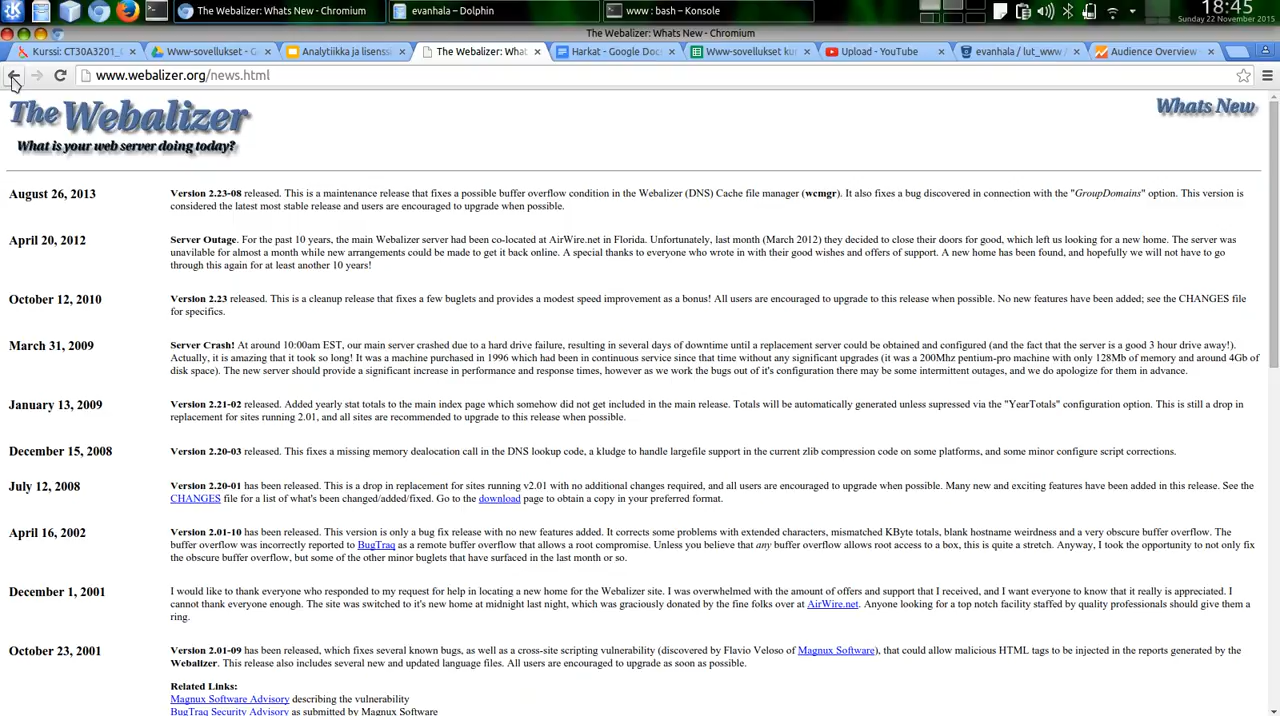 The Webalizer: Whats New - Chromium
evanhala – Dolphin
www : bash – Konsole
18:45
Sunday 22 November 2015
The Webalizer: Whats New - Chromium
Kurssi: CT30A3201_
Www-sovellukset - G
Analytiikka ja lisenssi
The Webalizer: What
Harkat - Google Docs
Www-sovellukset kur
Upload - YouTube
evanhala / lut_www /
Audience Overview
www.webalizer.org/news.html
The Webalizer
What is your web server doing today?
Whats New
August 26, 2013
Version 2.23-08 released. This is a maintenance release that fixes a possible buffer overflow condition in the Webalizer (DNS) Cache file manager (wcmgr). It also fixes a bug discovered in connection with the "GroupDomains" option. This version is
considered the latest most stable release and users are encouraged to upgrade when possible.
April 20, 2012
Server Outage. For the past 10 years, the main Webalizer server had been co-located at AirWire.net in Florida. Unfortunately, last month (March 2012) they decided to close their doors for good, which left us looking for a new home. The server was
unavilable for almost a month while new arrangements could be made to get it back online. A special thanks to everyone who wrote in with their good wishes and offers of support. A new home has been found, and hopefully we will not have to go
through this again for at least another 10 years!
October 12, 2010
Version 2.23 released. This is a cleanup release that fixes a few buglets and provides a modest speed improvement as a bonus! All users are encouraged to upgrade to this release when possible. No new features have been added; see the CHANGES file
for specifics.
March 31, 2009
Server Crash! At around 10:00am EST, our main server crashed due to a hard drive failure, resulting in several days of downtime until a replacement server could be obtained and configured (and the fact that the server is a good 3 hour drive away!).
Actually, it is amazing that it took so long! It was a machine purchased in 1996 which had been in continuous service since that time without any significant upgrades (it was a 200Mhz pentium-pro machine with only 128Mb of memory and around 4Gb of
disk space). The new server should provide a significant increase in performance and response times, however as we work the bugs out of it's configuration there may be some intermittent outages, and we do apologize for them in advance.
January 13, 2009
Version 2.21-02 released. Added yearly stat totals to the main index page which somehow did not get included in the main release. Totals will be automatically generated unless supressed via the "YearTotals" configuration option. This is still a drop in
replacement for sites running 2.01, and all sites are recommended to upgrade to this release when possible.
December 15, 2008
Version 2.20-03 released. This fixes a missing memory dealocation call in the DNS lookup code, a kludge to handle largefile support in the current zlib compression code on some platforms, and some minor configure script corrections.
July 12, 2008
Version 2.20-01 has been released. This is a drop in replacement for sites running v2.01 with no additional changes required, and all users are encouraged to upgrade when possible. Many new and exciting features have been added in this release. See the
CHANGES file for a list of what's been changed/added/fixed. Go to the download page to obtain a copy in your preferred format.
April 16, 2002
Version 2.01-10 has been released. This version is only a bug fix release with no new features added. It corrects some problems with extended characters, mismatched KByte totals, blank hostname weirdness and a very obscure buffer overflow. The
buffer overflow was incorrectly reported to BugTraq as a remote buffer overflow that allows a root compromise. Unless you believe that any buffer overflow allows root access to a box, this is quite a stretch. Anyway, I took the opportunity to not only fix
the obscure buffer overflow, but some of the other minor buglets that have surfaced in the last month or so.
December 1, 2001
I would like to thank everyone who responded to my request for help in locating a new home for the Webalizer site. I was overwhelmed with the amount of offers and support that I received, and I want everyone to know that it really is appreciated. I
cannot thank everyone enough. The site was switched to it's new home at midnight last night, which was graciously donated by the fine folks over at AirWire.net. Anyone looking for a top notch facility staffed by quality professionals should give them a
ring.
October 23, 2001
Version 2.01-09 has been released, which fixes several known bugs, as well as a cross-site scripting vulnerability (discovered by Flavio Veloso of Magnux Software), that could allow malicious HTML tags to be injected in the reports generated by the
Webalizer. This release also includes several new and updated language files. All users are encouraged to upgrade as soon as possible.
Related Links:
Magnux Software Advisory describing the vulnerability
BugTraq Security Advisory as submitted by Magnux Software